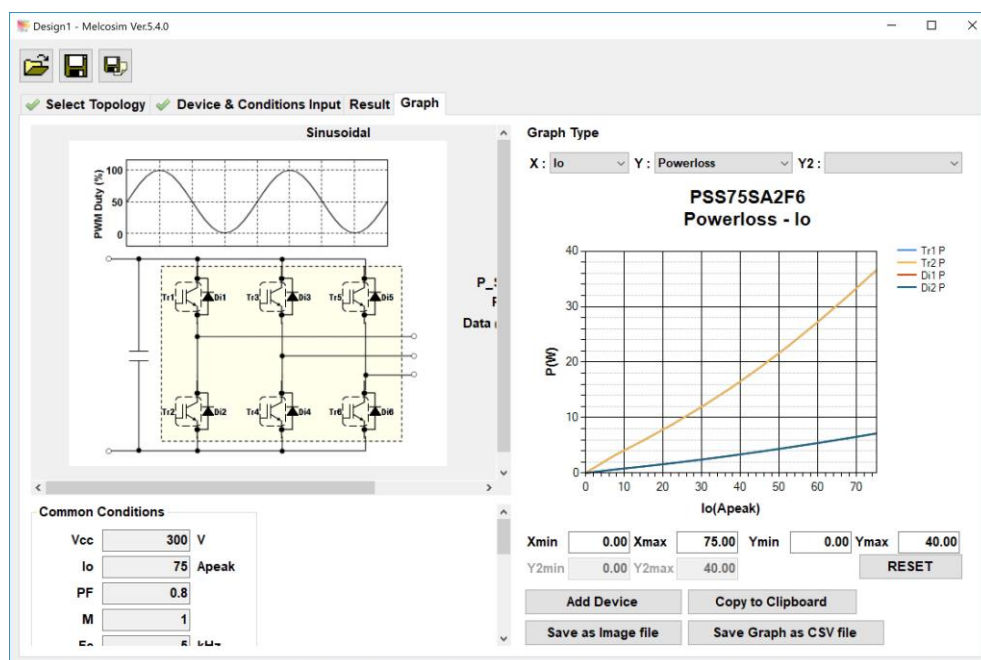 Design1 - Melcosim Ver.5.4.0
Select Topology Device & Conditions Input Result Graph
Sinusoidal
PWM Duty (%)
100
50
0
Tr1 Di1 Tr3 Di3 Tr5 Di5
Tr2 Di2 Tr4 Di4 Tr6 Di6
Data
Common Conditions
Vcc 300 V
Io 75 Apeak
PF 0.8
M 1
5 kHz
Graph Type
X : Io Y : Powerloss Y2 :
PSS75SA2F6
Powerloss - Io
P(W)
40
30
20
10
0
0 10 20 30 40 50 60 70
Io(Apeak)
Tr1 P
Tr2 P
Di1 P
Di2 P
Xmin 0.00 Xmax 75.00 Ymin 0.00 Ymax 40.00
Y2min 0.00 Y2max 40.00 RESET
Add Device Copy to Clipboard
Save as Image file Save Graph as CSV file